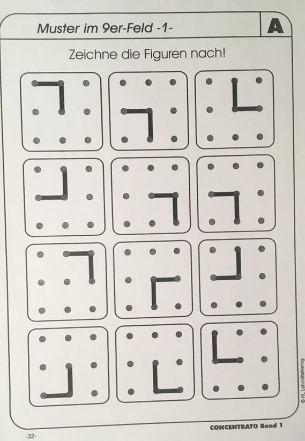 Muster im 9er-Feld -1-
A
Zeichne die Figuren nach!
CONCENTRATO Band 1
-32-